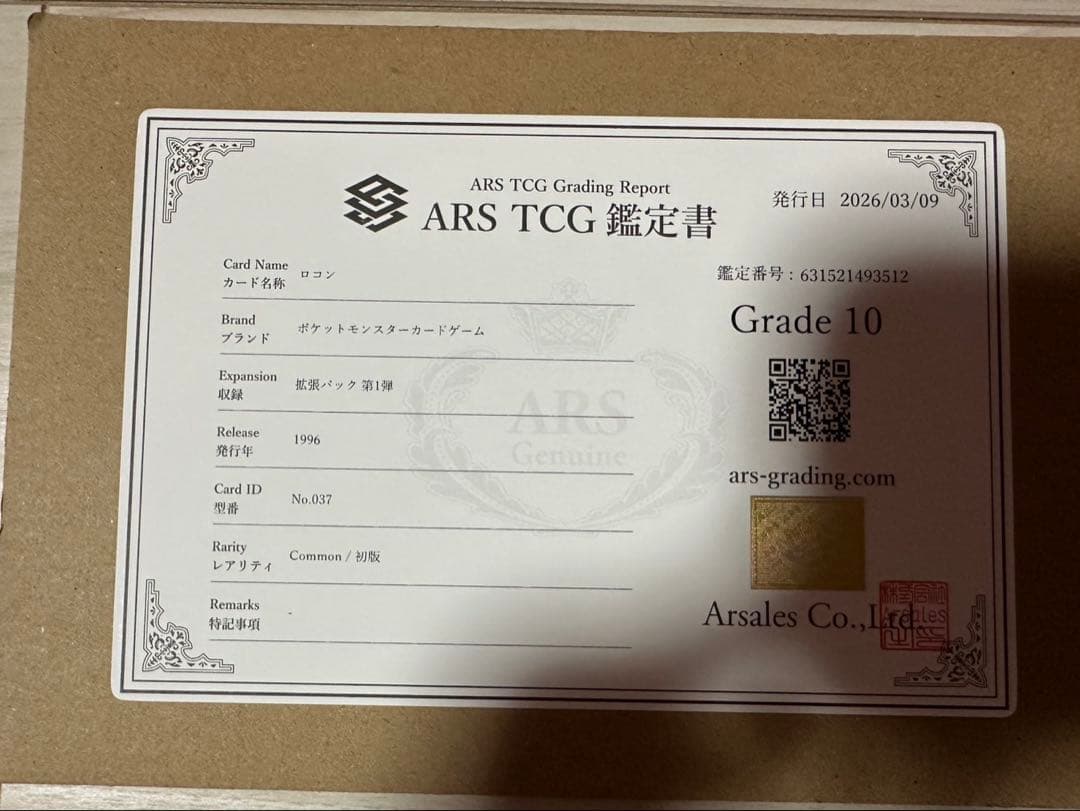 ARS TCG Grading Report
ARS TCG 鑑定書
発行日 2026/03/09
Card Name
カード名称
ロコン
Brand
ブランド
ポケットモンスターカードゲーム
Expansion
収録
拡張パック 第1弾
Release
発行年
1996
Card ID
型番
No.037
Rarity
レアリティ
Common / 初版
Remarks
特記事項
-
鑑定番号 : 631521493512
Grade 10
ars-grading.com
Arsales Co.,Ltd.
ARS
Genuine
株式会社
Arsales